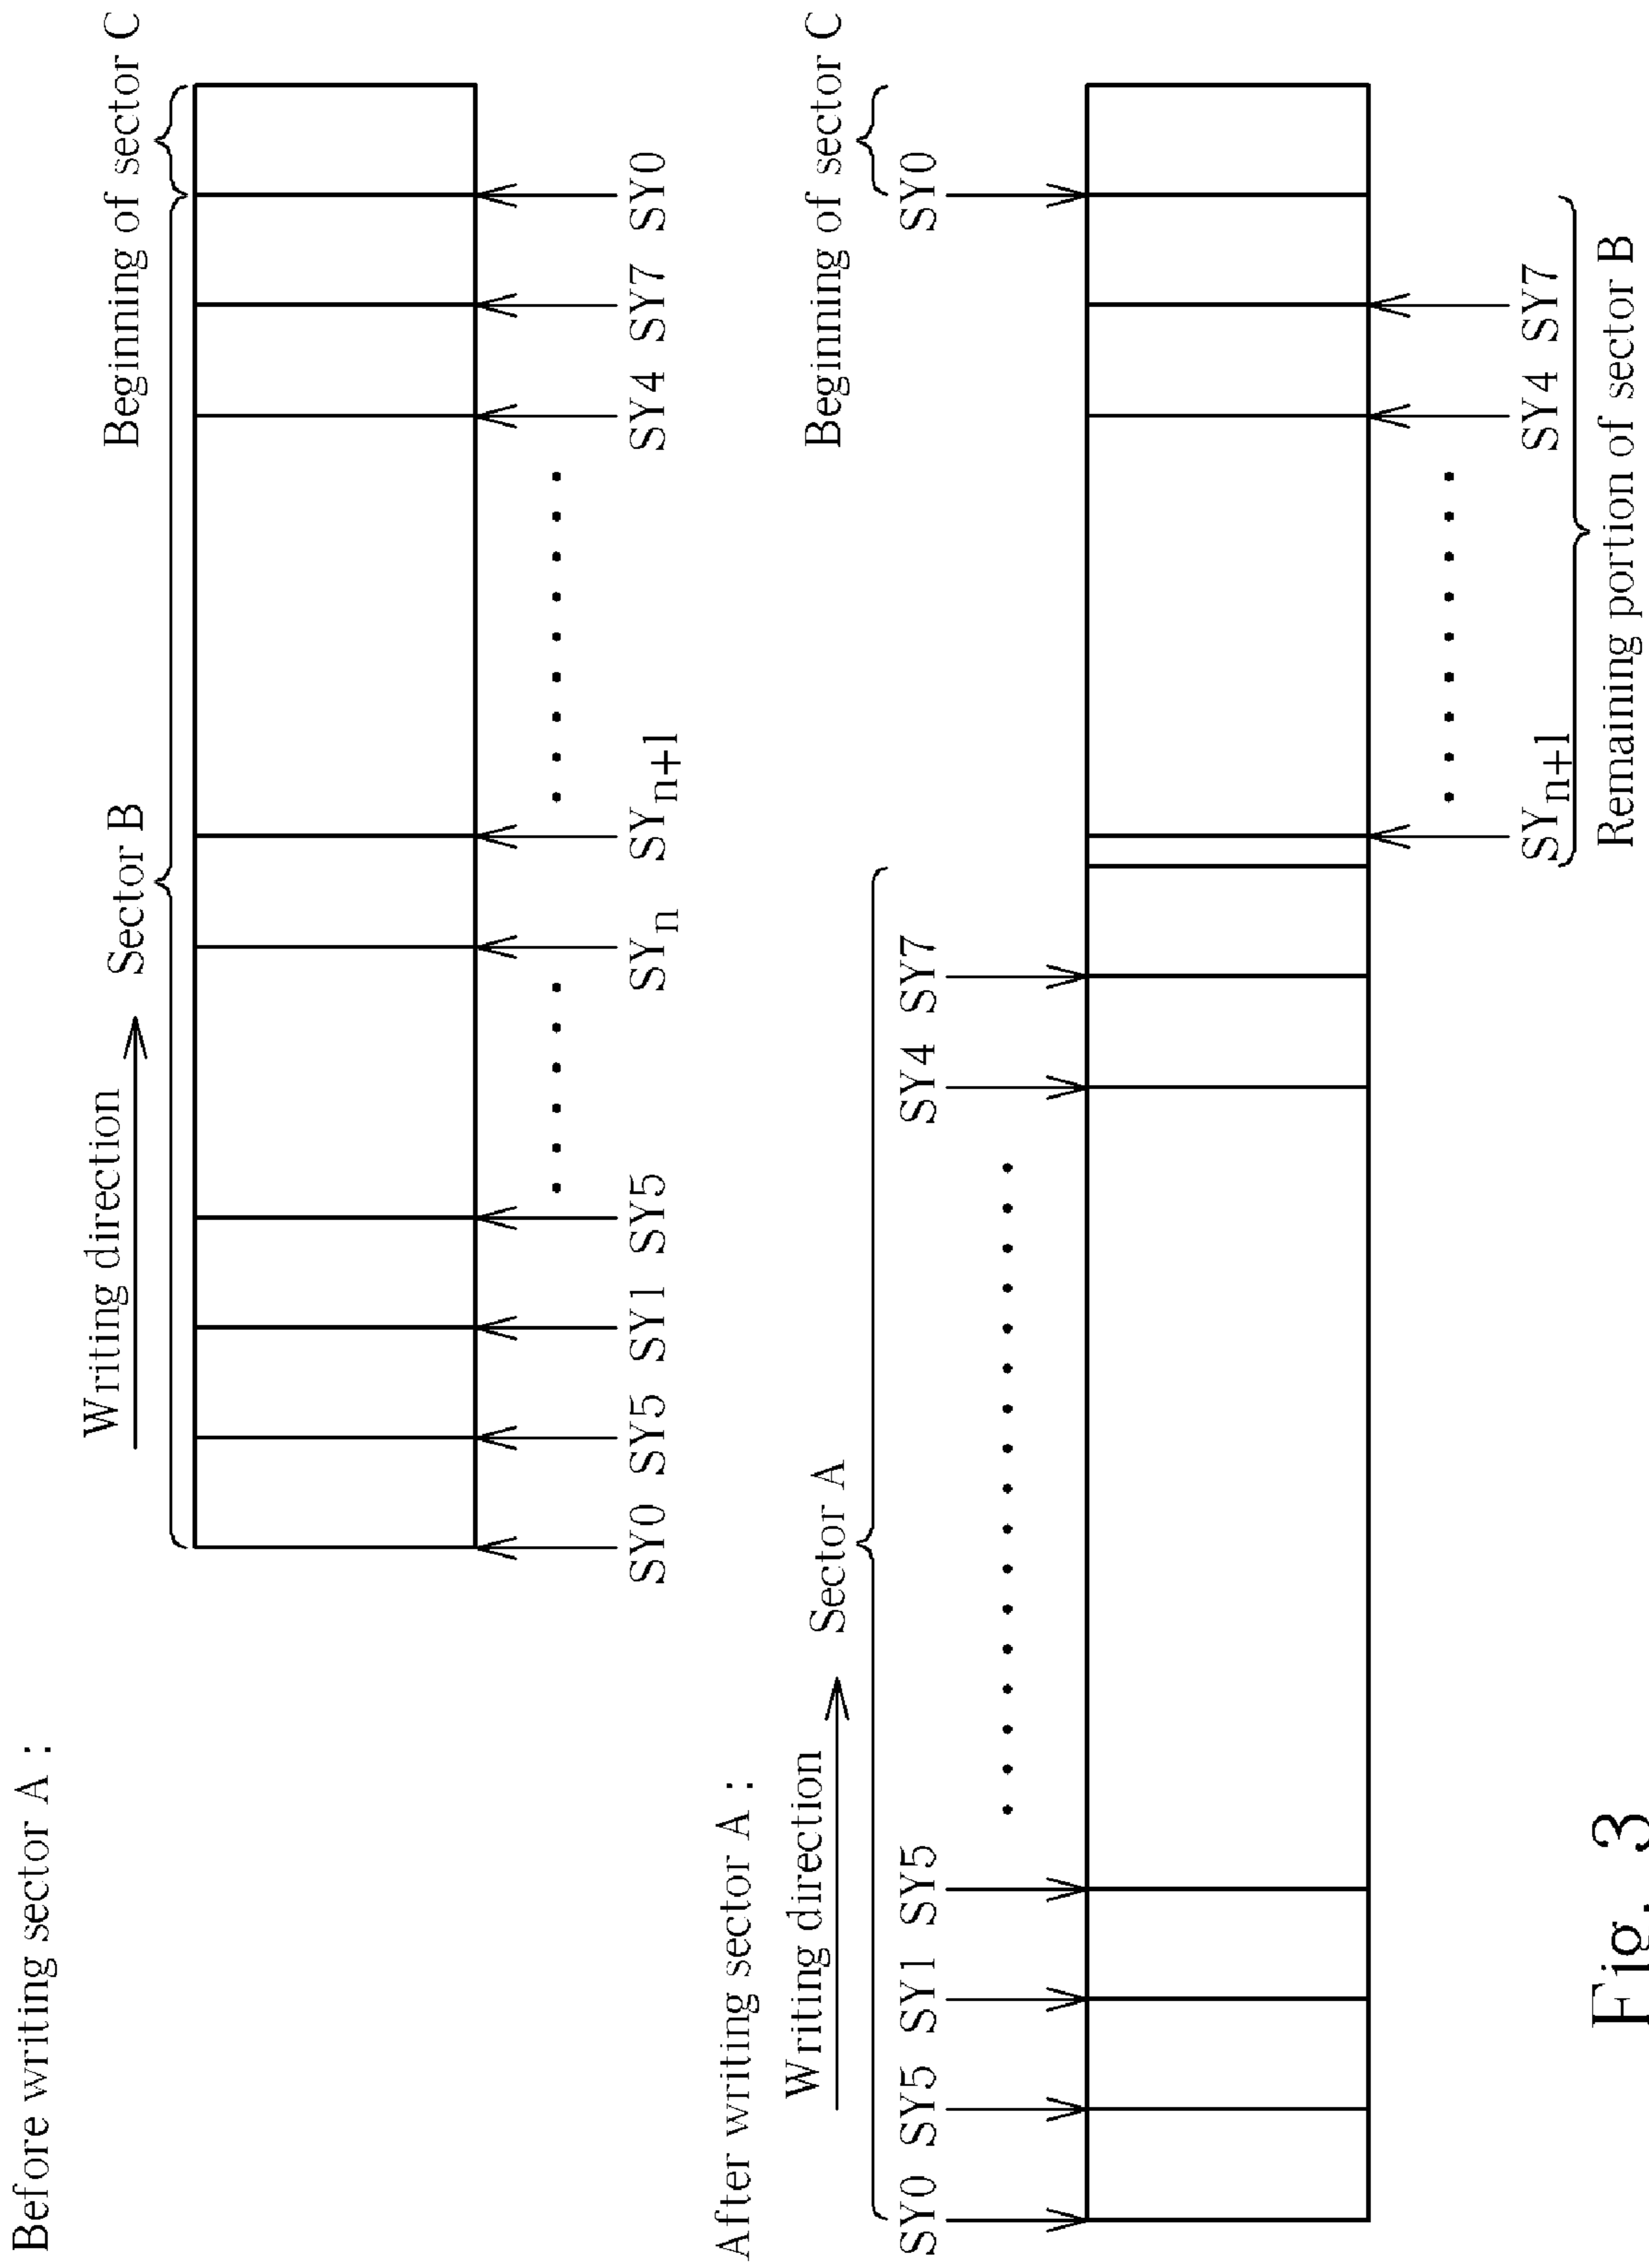 Before writing sector A :
Writing direction
Sector B
Beginning of sector C
SY0 SY5 SY1 SY5 SYn SYn+1 SY4 SY7 SY0
After writing sector A :
Writing direction
Sector A
Beginning of sector C
SY0 SY5 SY1 SY5 SY4 SY7 SY0
SYn+1 SY4 SY7
Remaining portion of sector B
Fig. 3